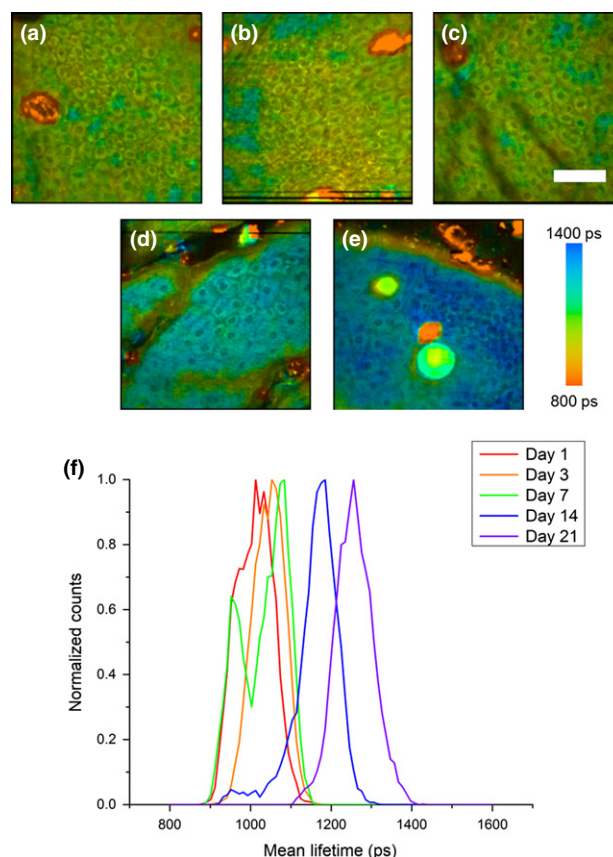 (a)
(b)
(c)
(d)
(e)
1400 ps
800 ps
(f)
Day 1
Day 3
Day 7
Day 14
Day 21
1.0
0.8
0.6
0.4
0.2
0.0
Normalized counts
800 1000 1200 1400 1600
Mean lifetime (ps)